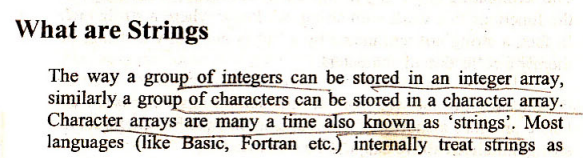 What are Strings
The way a group of integers can be stored in an integer array,
similarly a group of characters can be stored in a character array.
Character arrays are many a time also known as ‘strings’. Most
languages (like Basic, Fortran etc.) internally treat strings as